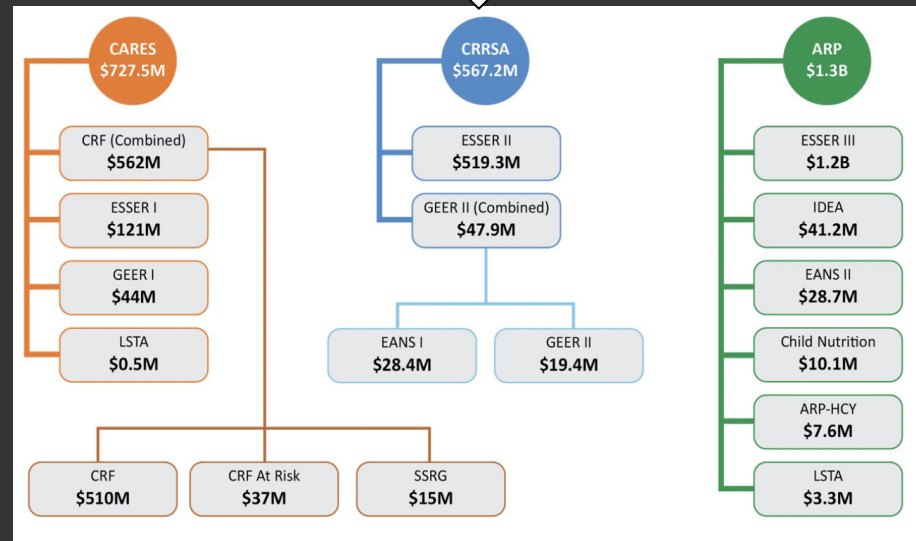 CARES
$727.5M
CRF (Combined)
$562M
ESSER I
$121M
GEER I
$44M
LSTA
$0.5M
CRF
$510M
CRF At Risk
$37M
SSRG
$15M
CRRSA
$567.2M
ESSER II
$519.3M
GEER II (Combined)
$47.9M
EANS I
$28.4M
GEER II
$19.4M
ARP
$1.3B
ESSER III
$1.2B
IDEA
$41.2M
EANS II
$28.7M
Child Nutrition
$10.1M
ARP-HCY
$7.6M
LSTA
$3.3M